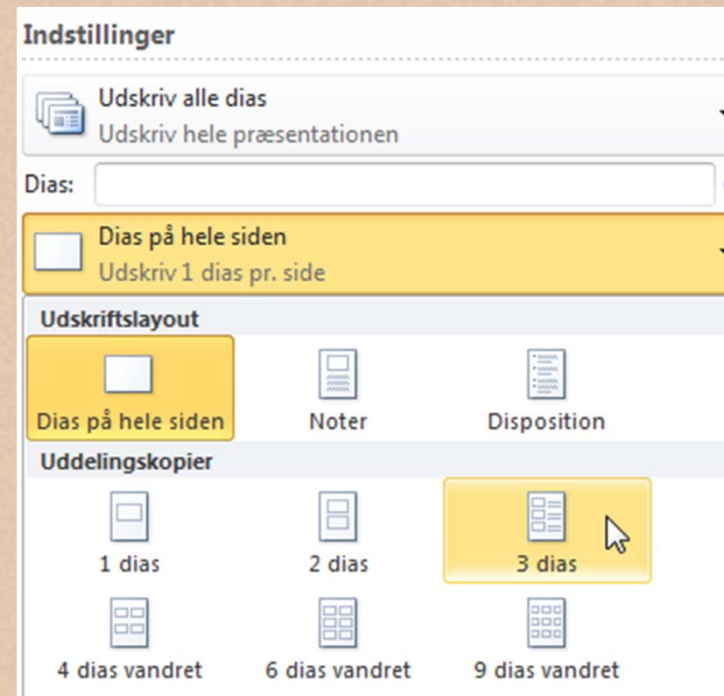 Indstillinger
Udskriv alle dias
Udskriv hele præsentationen
Dias:
Dias på hele siden
Udskriv 1 dias pr. side
Udskriftslayout
Dias på hele siden
Noter
Disposition
Uddelingskopier
1 dias
2 dias
3 dias
4 dias vandret
6 dias vandret
9 dias vandret